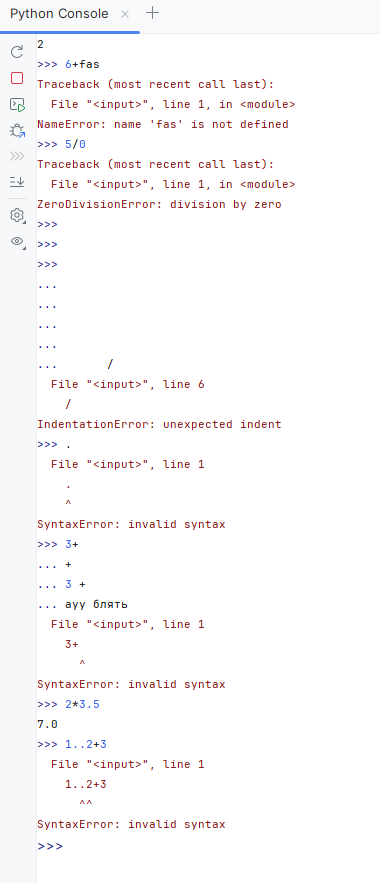 Python Console
2
>>> 6+fas
Traceback (most recent call last):
  File "<input>", line 1, in <module>
NameError: name 'fas' is not defined
>>> 5/0
Traceback (most recent call last):
  File "<input>", line 1, in <module>
ZeroDivisionError: division by zero
>>>
>>>
>>>
...
...
...
...
...       /
  File "<input>", line 6
    /
IndentationError: unexpected indent
>>> .
  File "<input>", line 1
    .
    ^
SyntaxError: invalid syntax
>>> 3+
... +
... 3 +
... ауу блять
  File "<input>", line 1
    3+
      ^
SyntaxError: invalid syntax
>>> 2*3.5
7.0
>>> 1..2+3
  File "<input>", line 1
    1..2+3
      ^^
SyntaxError: invalid syntax
>>>